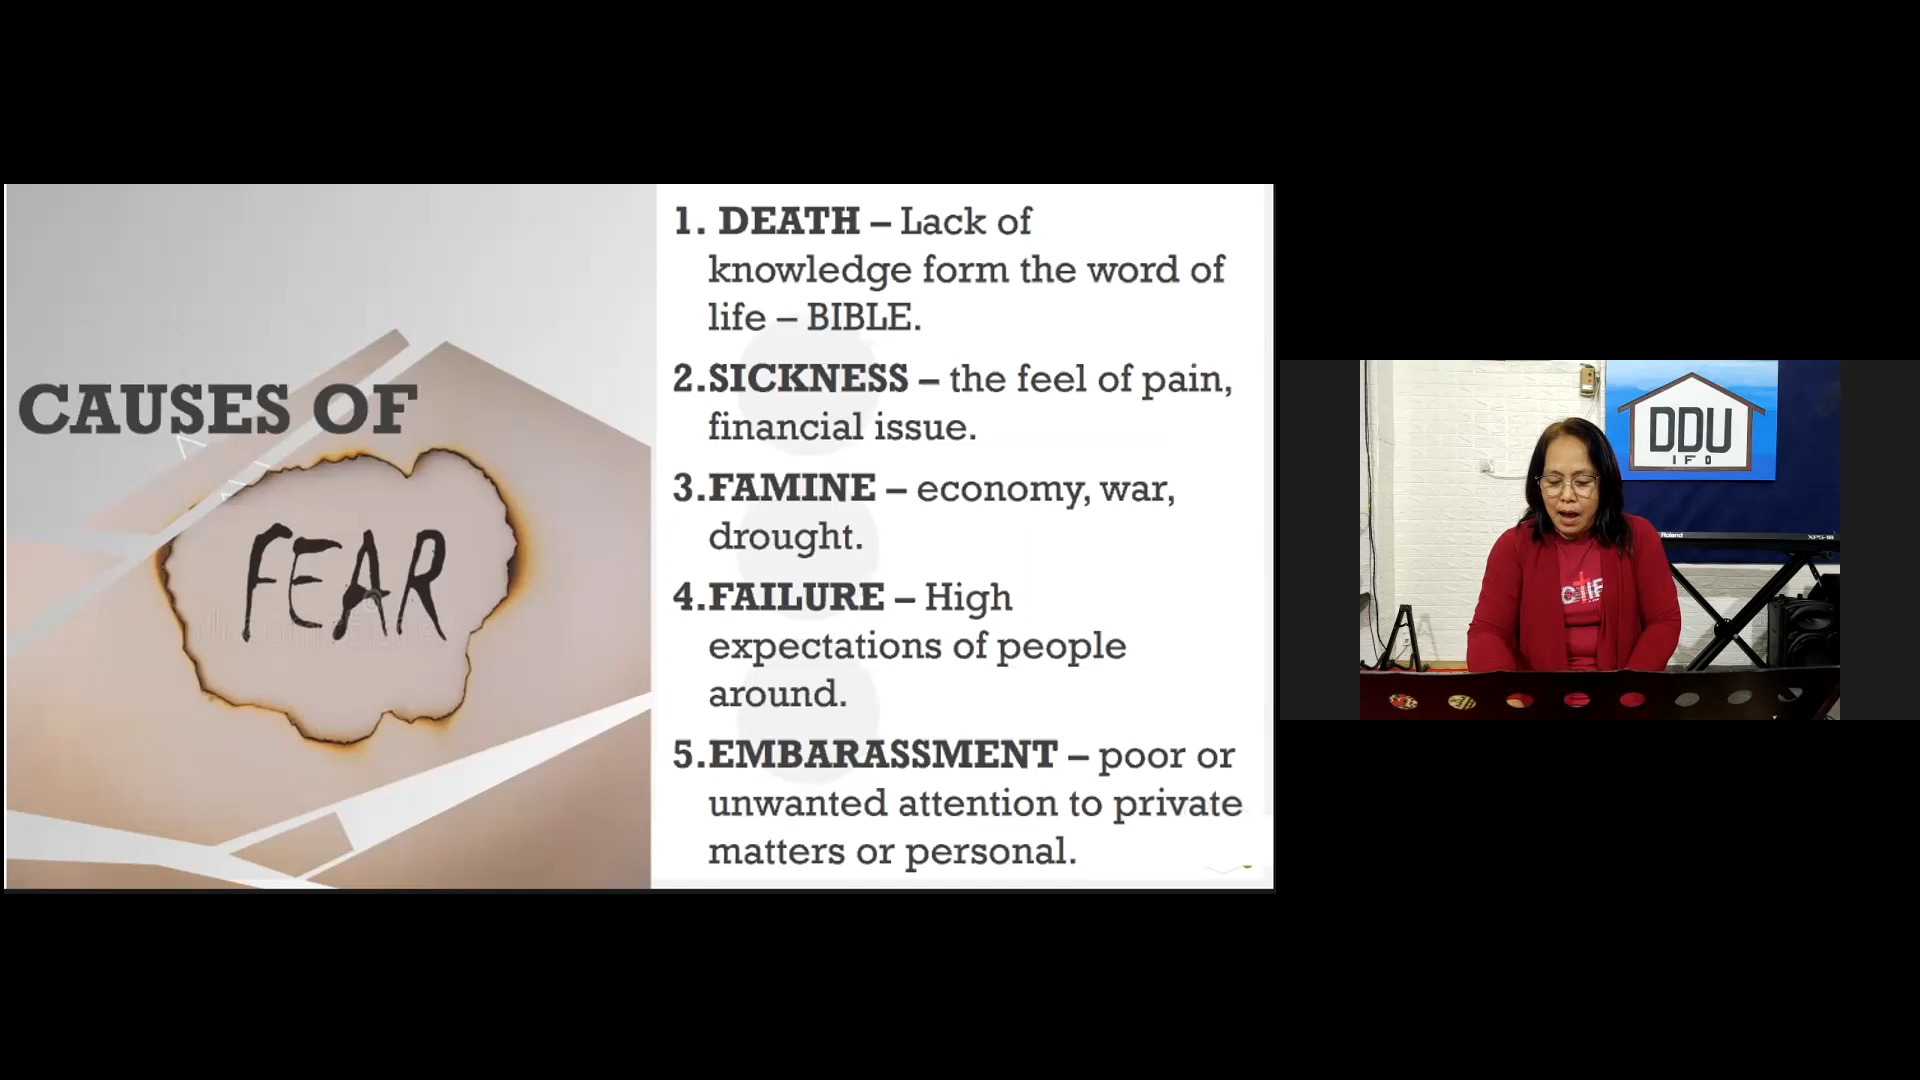 CAUSES OF
FEAR
1. DEATH – Lack of
knowledge form the word of
life – BIBLE.
2.SICKNESS – the feel of pain,
financial issue.
3.FAMINE – economy, war,
drought.
4.FAILURE – High
expectations of people
around.
5.EMBARASSMENT – poor or
unwanted attention to private
matters or personal.
DDU
IFO
Roland